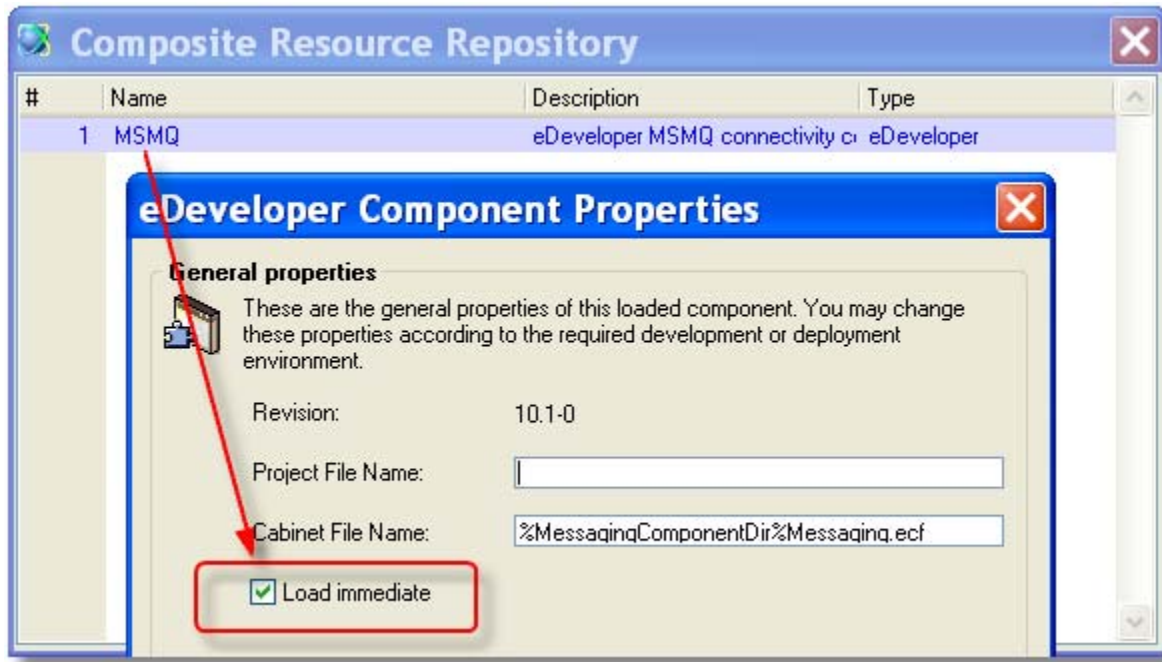 Composite Resource Repository
# Name Description Type
1 MSMQ eDeveloper MSMQ connectivity eDeveloper
eDeveloper Component Properties
General properties
These are the general properties of this loaded component. You may change
these properties according to the required development or deployment
environment.
Revision: 10.1-0
Project File Name:
Cabinet File Name: %MessagingComponentDir%Messaging.ecf
Load immediate